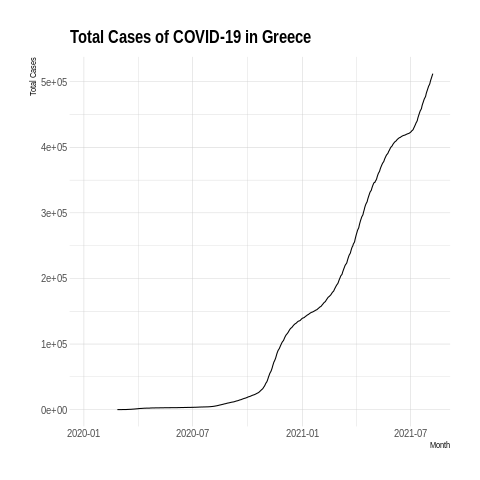 Total Cases of COVID-19 in Greece
Total Cases
5e+05
4e+05
3e+05
2e+05
1e+05
0e+00
2020-01 2020-07 2021-01 2021-07
Month